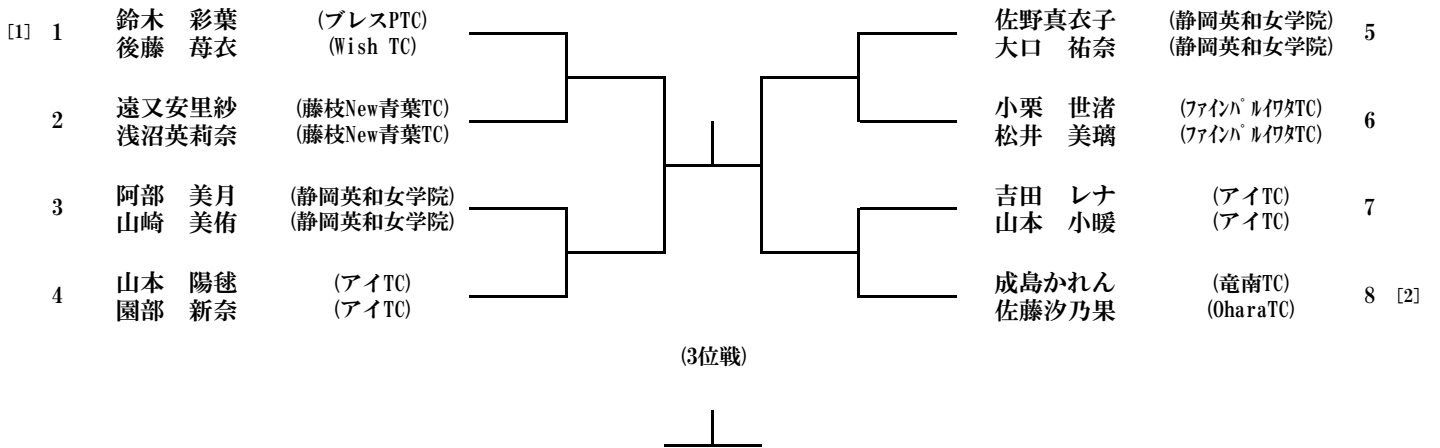 [1] 1 鈴木　彩葉 (ブレスPTC)
後藤　苺衣 (Wish TC)
2 遠又安里紗 (藤枝New青葉TC)
浅沼英莉奈 (藤枝New青葉TC)
3 阿部　美月 (静岡英和女学院)
山崎　美侑 (静岡英和女学院)
4 山本　陽毬 (アイTC)
園部　新奈 (アイTC)
佐野真衣子 (静岡英和女学院) 5
大口　祐奈 (静岡英和女学院)
小栗　世渚 (ﾌｧｲﾝﾊﾟﾙｲﾜﾀTC) 6
松井　美璃 (ﾌｧｲﾝﾊﾟﾙｲﾜﾀTC)
吉田　レナ (アイTC) 7
山本　小暖 (アイTC)
成島かれん (竜南TC) 8 [2]
佐藤汐乃果 (OharaTC)
(3位戦)